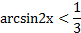 arcsin2x < 1/3